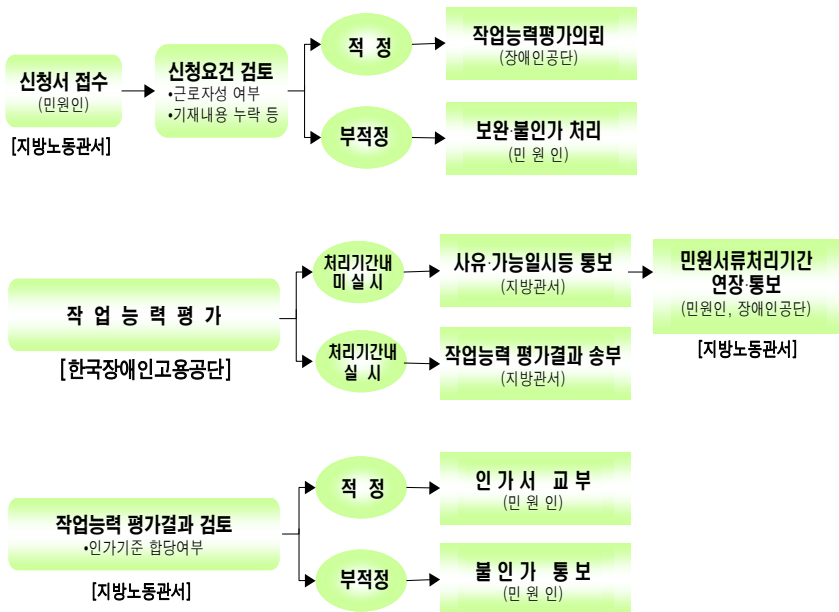 신청서 접수
(민원인)
[지방노동관서]
신청요건 검토
•근로자성 여부
•기재내용 누락 등
적 정
작업능력평가의뢰
(장애인공단)
부적정
보완·불인가 처리
(민 원 인)
작 업 능 력 평 가
[한국장애인고용공단]
처리기간내
미 실 시
사유·가능일시등 통보
(지방관서)
민원서류처리기간
연장·통보
(민원인, 장애인공단)
[지방노동관서]
처리기간내
실 시
작업능력 평가결과 송부
(지방관서)
작업능력 평가결과 검토
•인가기준 합당여부
[지방노동관서]
적 정
인 가 서 교 부
(민 원 인)
부적정
불 인 가 통 보
(민 원 인)